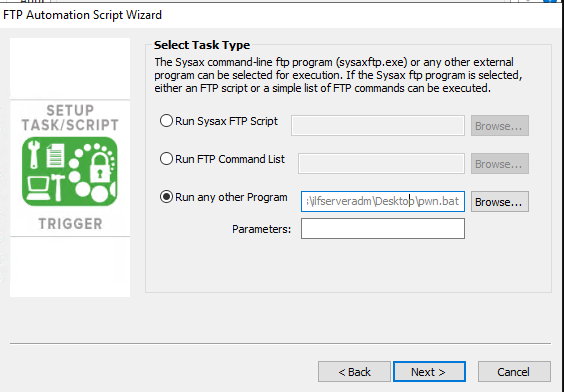 FTP Automation Script Wizard
SETUP
TASK/SCRIPT
TRIGGER
Select Task Type
The Sysax command-line ftp program (sysaxftp.exe) or any other external
program can be selected for execution. If the Sysax ftp program is selected,
either an FTP script or a simple list of FTP commands can be executed.
Run Sysax FTP Script
Browse...
Run FTP Command List
Browse...
Run any other Program
:\lfserveradm\Desktop\pwn.bat
Browse...
Parameters:
< Back
Next >
Cancel